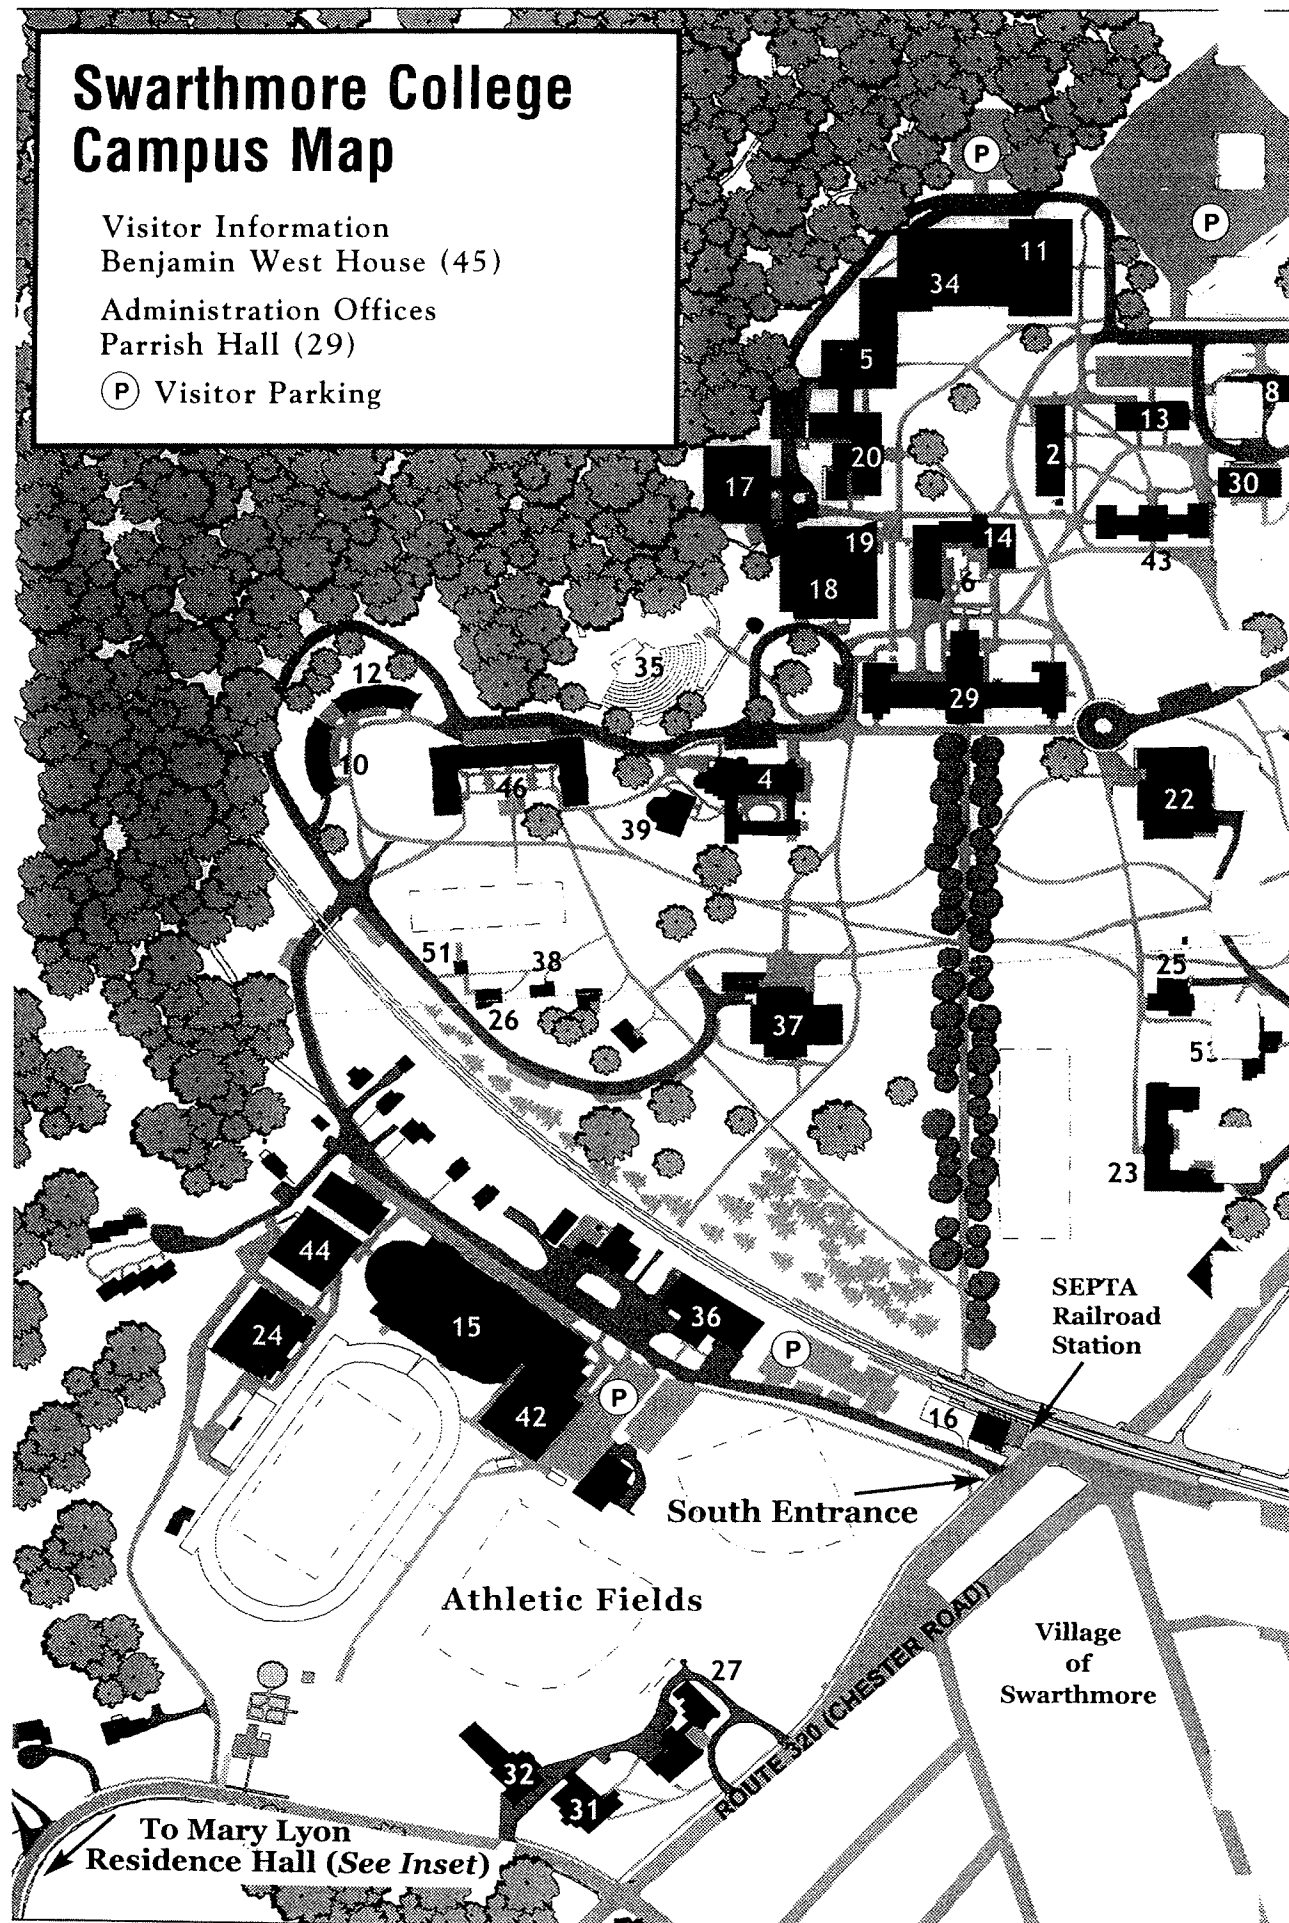 Swarthmore College
Campus Map
Visitor Information
Benjamin West House (45)
Administration Offices
Parrish Hall (29)
P Visitor Parking
P
P
11
34
5
8
13
2
20
17
30
19
14
43
18
6
35
12
29
10
4
46
22
39
51
38
25
26
37
23
44
SEPTA
Railroad
Station
36
15
24
P
P
42
16
South Entrance
Athletic Fields
ROUTE 320 (CHESTER ROAD)
Village
of
Swarthmore
27
32
31
To Mary Lyon
Residence Hall (See Inset)